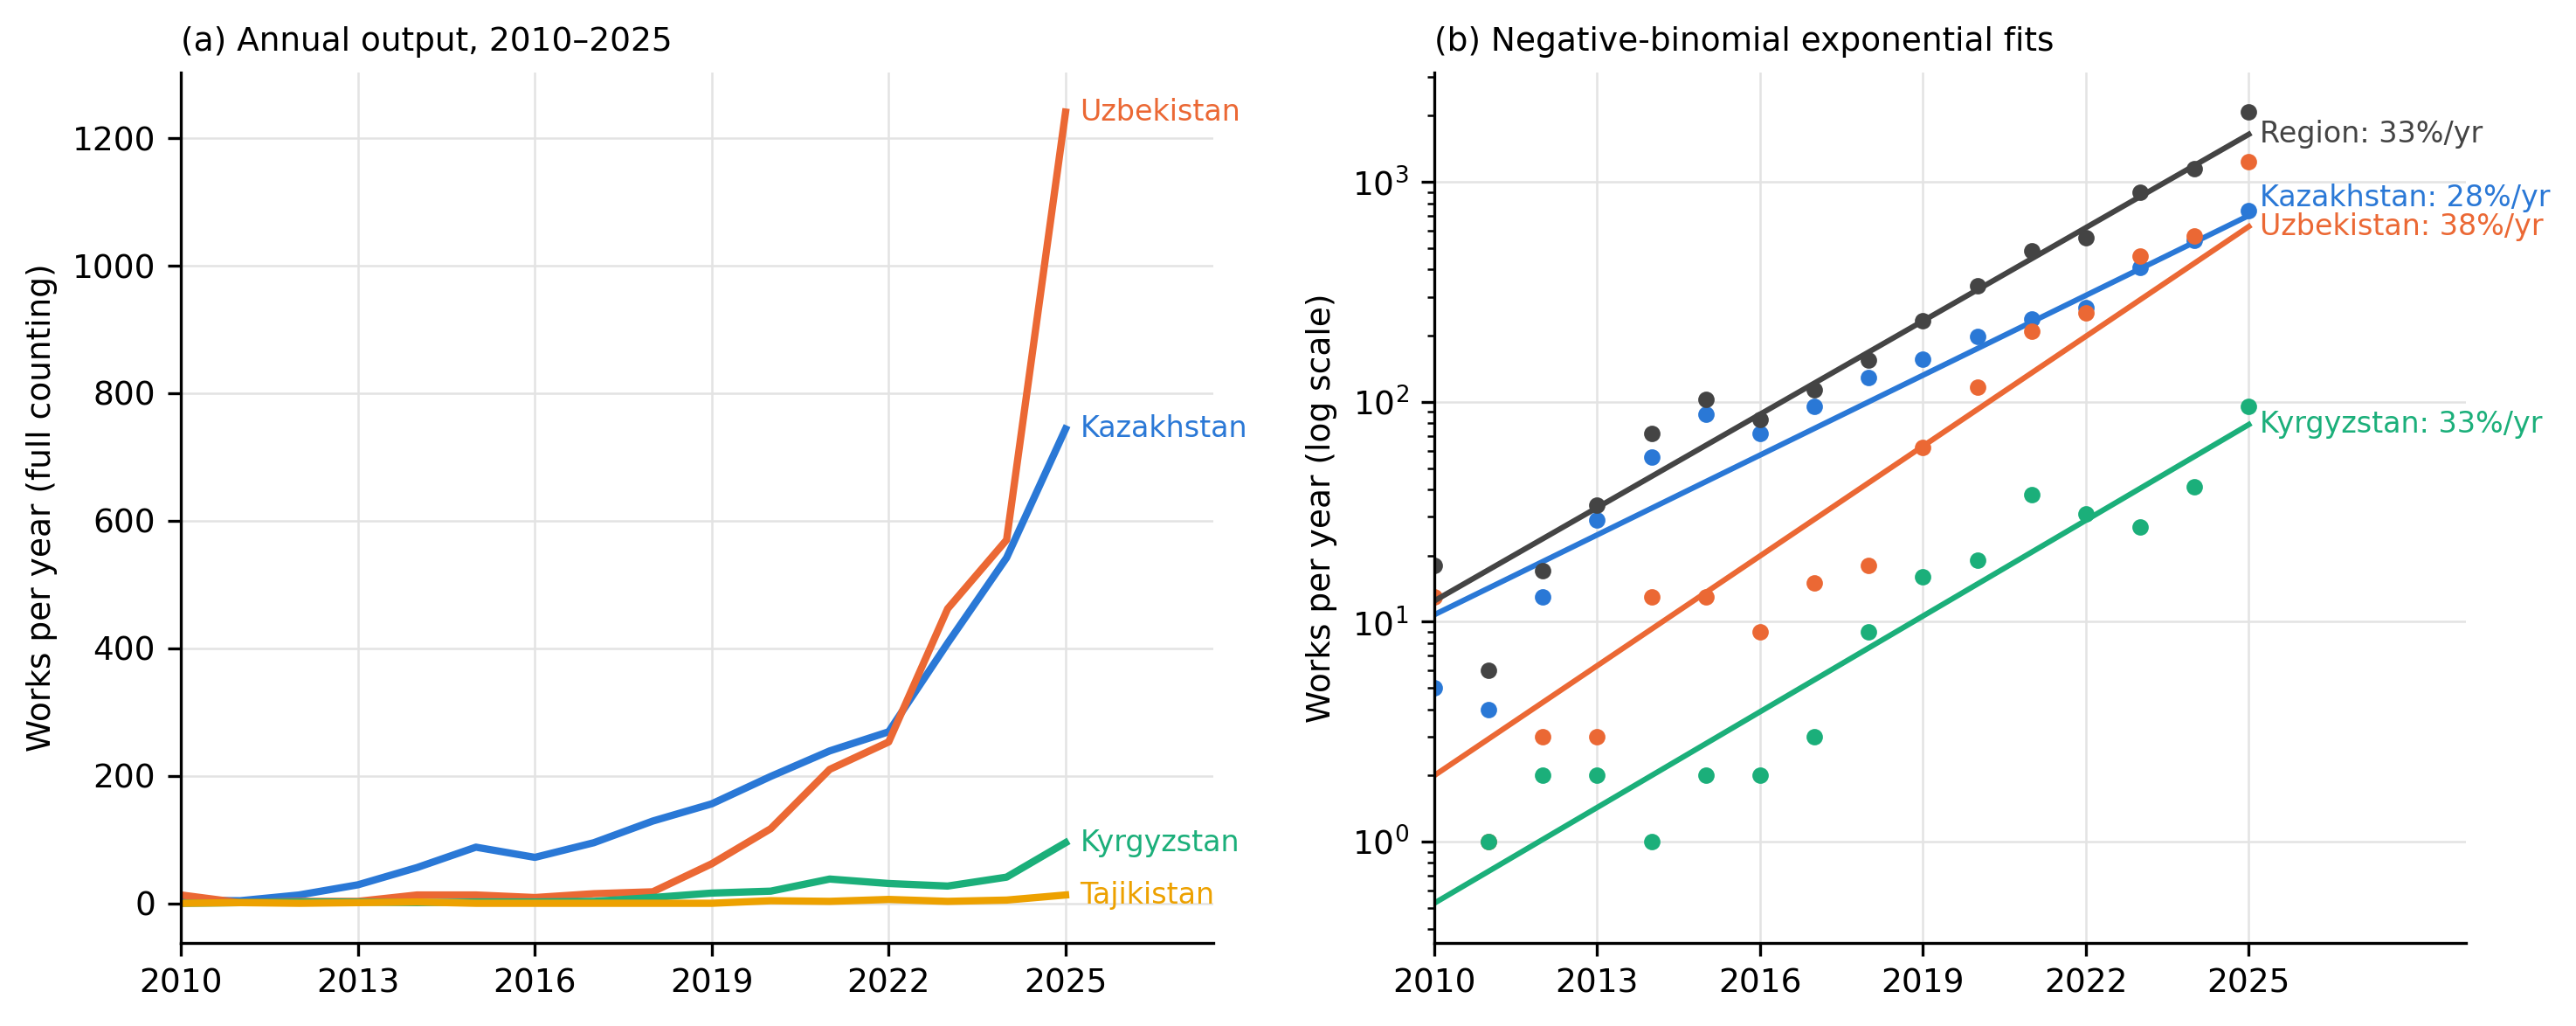 (a) Annual output, 2010–2025
Works per year (full counting)
1200
1000
800
600
400
200
0
2010 2013 2016 2019 2022 2025
Uzbekistan
Kazakhstan
Kyrgyzstan
Tajikistan
(b) Negative-binomial exponential fits
Works per year (log scale)
10³
10²
10¹
10⁰
2010 2013 2016 2019 2022 2025
Region: 33%/yr
Kazakhstan: 28%/yr
Uzbekistan: 38%/yr
Kyrgyzstan: 33%/yr